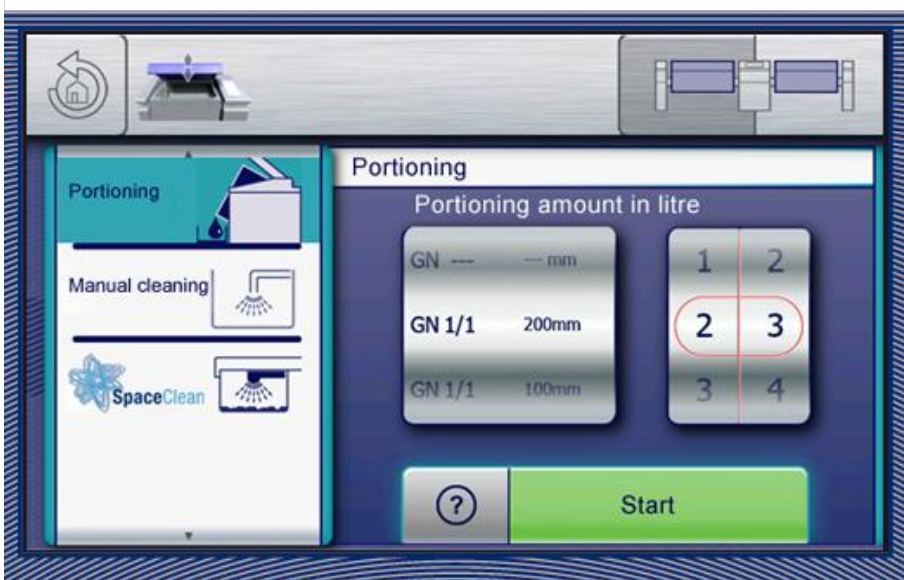 Portioning
Manual cleaning
SpaceClean
Portioning
Portioning amount in litre
GN --- --- mm
GN 1/1 200mm
GN 1/1 100mm
1 2
2 3
3 4
?
Start